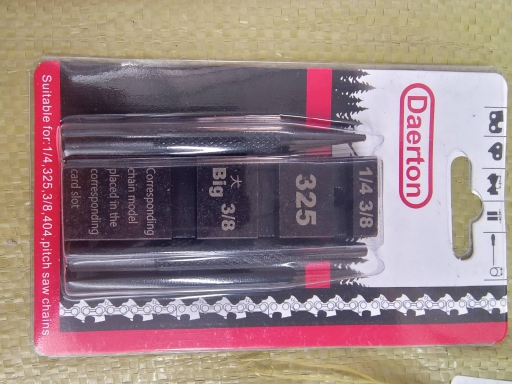 Daerton
1/4 3/8
325
大
Big 3/8
Corresponding
chain model
placed in the
corresponding
card slot
Suitable for:1/4,325,3/8,404,pitch saw chains